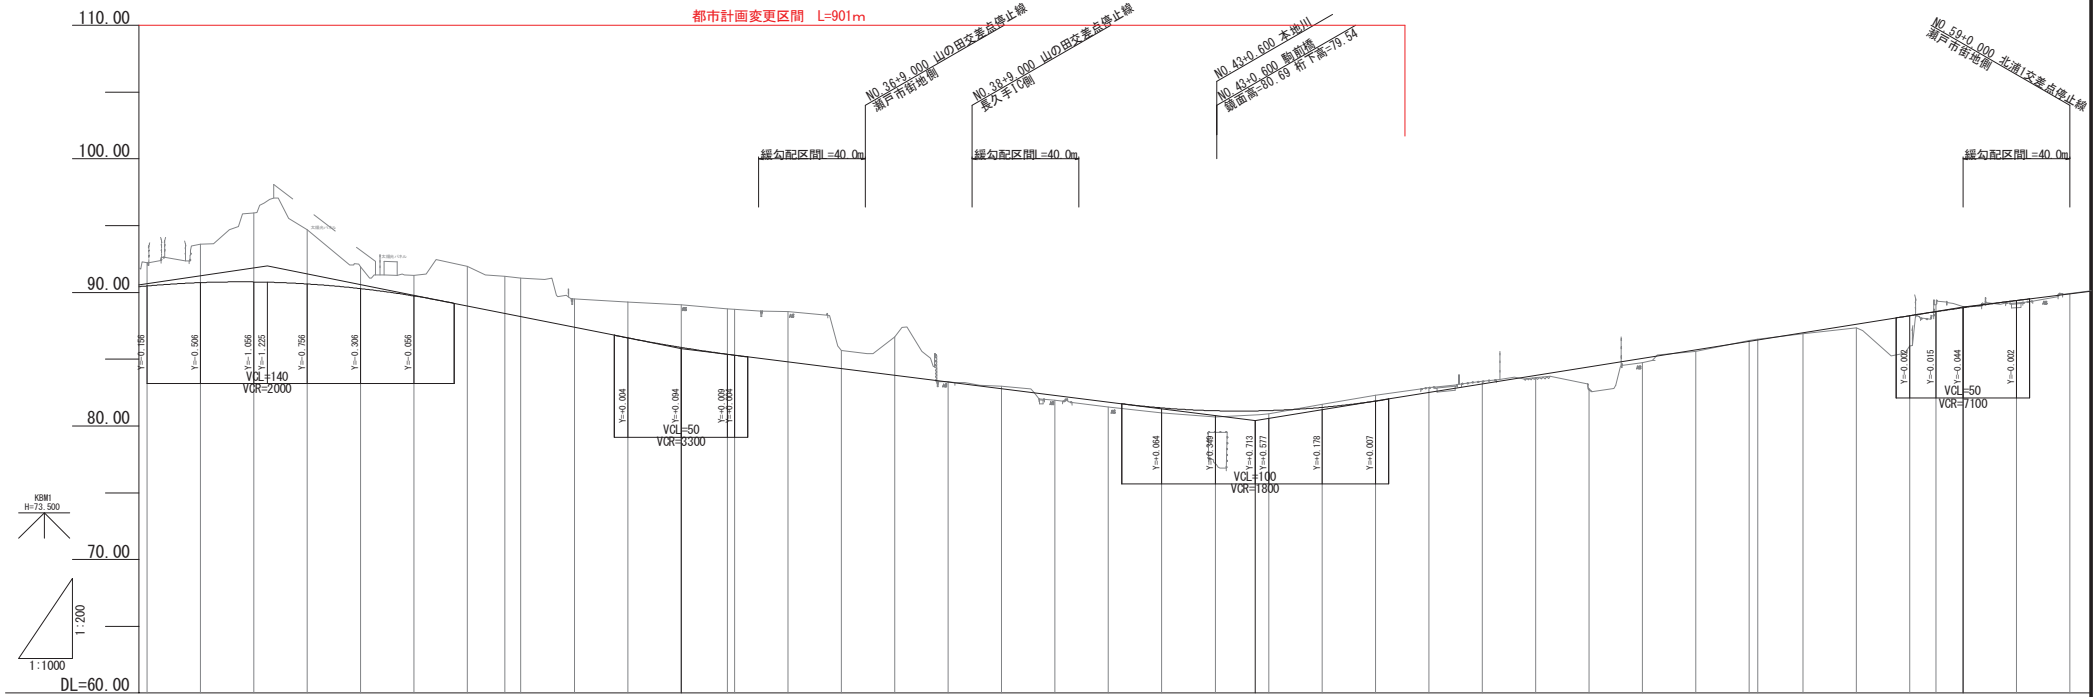 都市計画変更区間 L=901m
110.00
100.00
90.00
80.00
70.00
DL=60.00
NO.36+9.000 山の田交差点停止線
瀬戸市街地側
NO.38+9.000 山の田交差点停止線
長久手IC側
NO.43+0.600 本地川
NO.43+0.600 駒前橋
鏡面高=80.69 桁下高=79.54
NO.59+0.000 北浦1交差点停止線
瀬戸市街地側
緩勾配区間L=40.0m
緩勾配区間L=40.0m
緩勾配区間L=40.0m
Y=-0.156
Y=-0.506
Y=-1.056
Y=-1.225
Y=-0.756
Y=-0.306
Y=-0.056
VCL=140
VCR=2000
Y=+0.004
Y=+0.094
Y=+0.009
Y=+0.004
VCL=50
VCR=3300
Y=+0.064
Y=+0.349
Y=+0.713
Y=+0.577
Y=+0.178
Y=+0.007
VCL=100
VCR=1800
Y=-0.002
Y=-0.015
Y=-0.044
Y=-0.002
VCL=50
VCR=7100
KBM1
H=73.500
1:200
1:1000